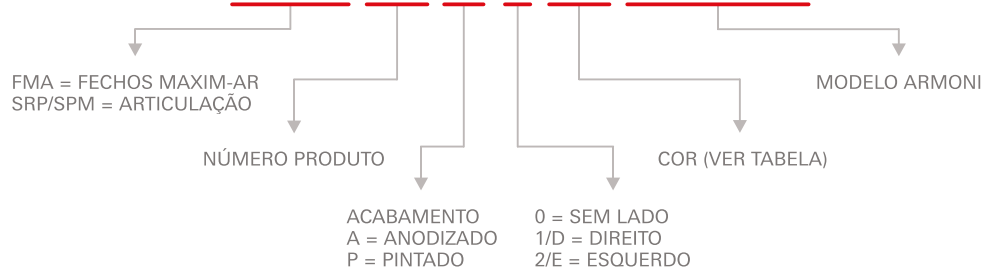 FMA = FECHOS MAXIM-AR
SRP/SPM = ARTICULAÇÃO
MODELO ARMONI
NÚMERO PRODUTO
COR (VER TABELA)
ACABAMENTO
A = ANODIZADO
P = PINTADO
0 = SEM LADO
1/D = DIREITO
2/E = ESQUERDO